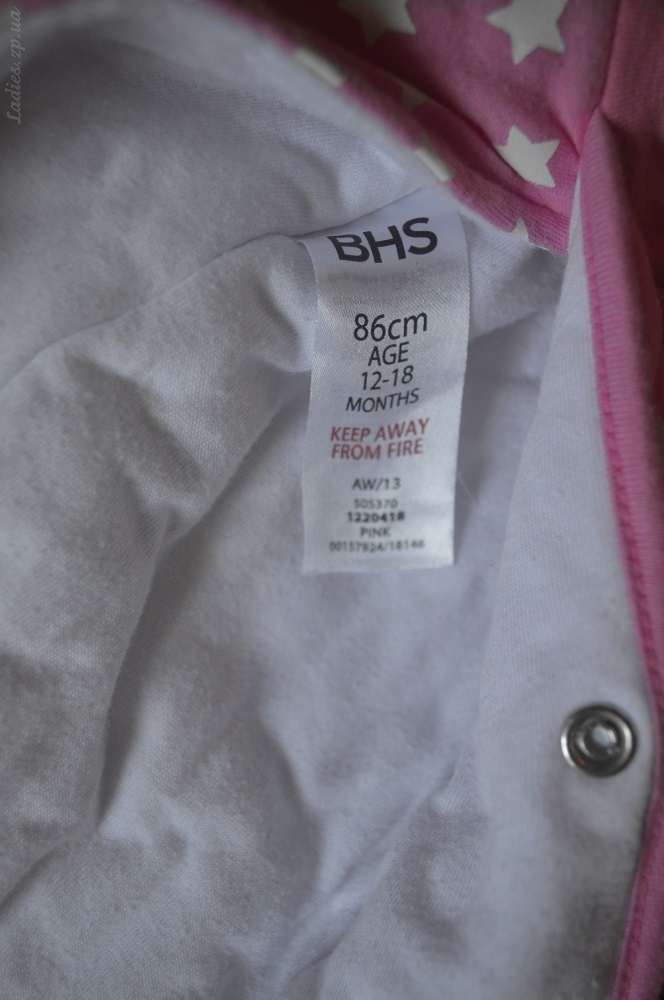 Ladies.zp.ua
BHS
86cm
AGE
12-18
MONTHS
KEEP AWAY
FROM FIRE
AW/13
505370
1220418
PINK
00157924/18146